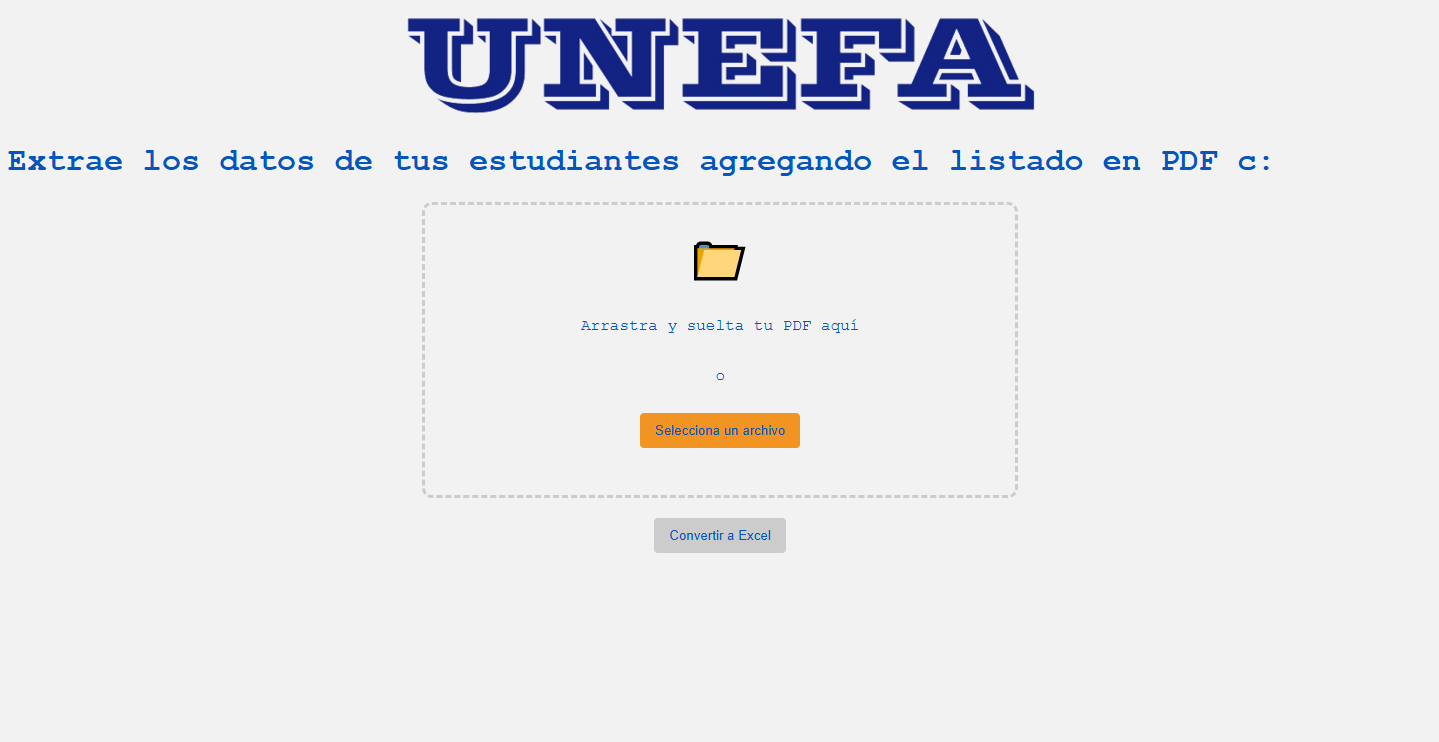 UNEFA
Extrae los datos de tus estudiantes agregando el listado en PDF c:
Arrastra y suelta tu PDF aquí
o
Selecciona un archivo
Convertir a Excel